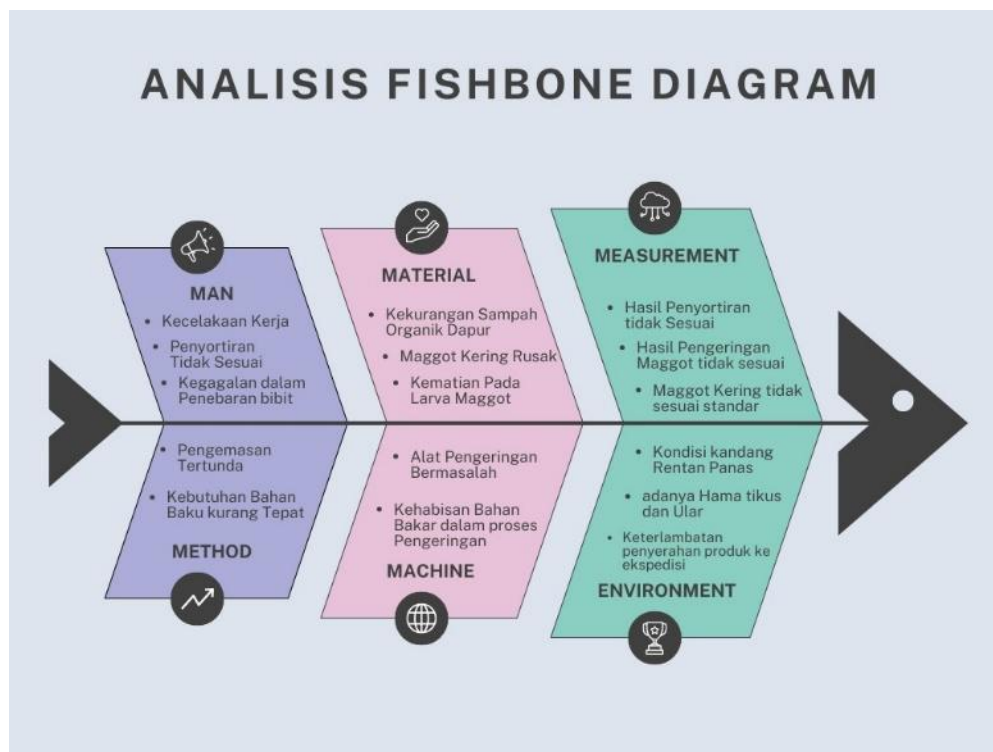 ANALISIS FISHBONE DIAGRAM
MAN
• Kecelakaan Kerja
• Penyortiran
Tidak Sesuai
• Kegagalan dalam
Penebaran bibit
MATERIAL
• Kekurangan Sampah
Organik Dapur
• Maggot Kering Rusak
• Kematian Pada
Larva Maggot
MEASUREMENT
• Hasil Penyortiran
tidak Sesuai
• Hasil Pengeringan
Maggot tidak sesuai
• Maggot Kering tidak
sesuai standar
• Pengemasan
Tertunda
• Kebutuhan Bahan
Baku kurang Tepat
METHOD
• Alat Pengeringan
Bermasalah
• Kehabisan Bahan
Bakar dalam proses
Pengeringan
MACHINE
• Kondisi kandang
Rentan Panas
• adanya Hama tikus
dan Ular
• Keterlambatan
penyerahan produk ke
ekspedisi
ENVIRONMENT